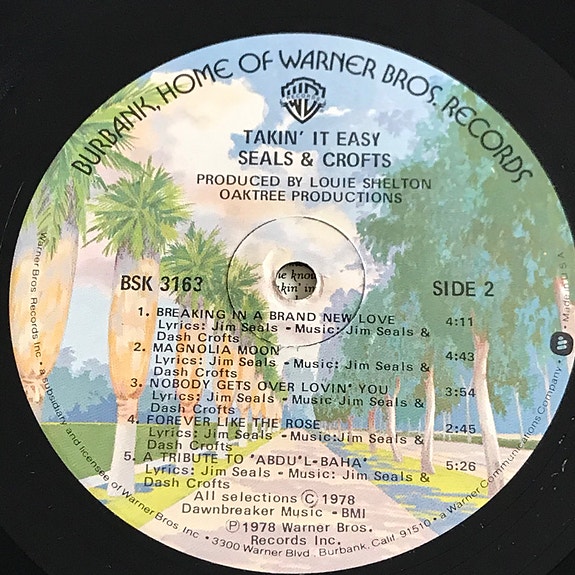 BURBANK, HOME OF WARNER BROS. RECORDS
RECORDS
TAKIN' IT EASY
SEALS & CROFTS
PRODUCED BY LOUIE SHELTON
OAKTREE PRODUCTIONS
BSK 3163
SIDE 2
1. BREAKING IN A BRAND NEW LOVE 4:11
Lyrics: Jim Seals - Music: Jim Seals &
Dash Crofts
2. MAGNOLIA MOON 4:43
Lyrics: Jim Seals - Music: Jim Seals &
Dash Crofts
3. NOBODY GETS OVER LOVIN' YOU 3:54
Lyrics: Jim Seals - Music: Jim Seals &
Dash Crofts
4. FOREVER LIKE THE ROSE 2:45
Lyrics: Jim Seals - Music: Jim Seals &
Dash Crofts
5. A TRIBUTE TO 'ABDU'L-BAHA' 5:26
Lyrics: Jim Seals - Music: Jim Seals &
Dash Crofts
All selections Ⓒ 1978
Dawnbreaker Music - BMI
Ⓟ 1978 Warner Bros.
Records Inc.
Warner Bros. Records Inc. • a subsidiary and licensee of Warner Bros. Inc. • 3300 Warner Blvd., Burbank, Calif. 91510 • a Warner Communications Company • Made in U S A